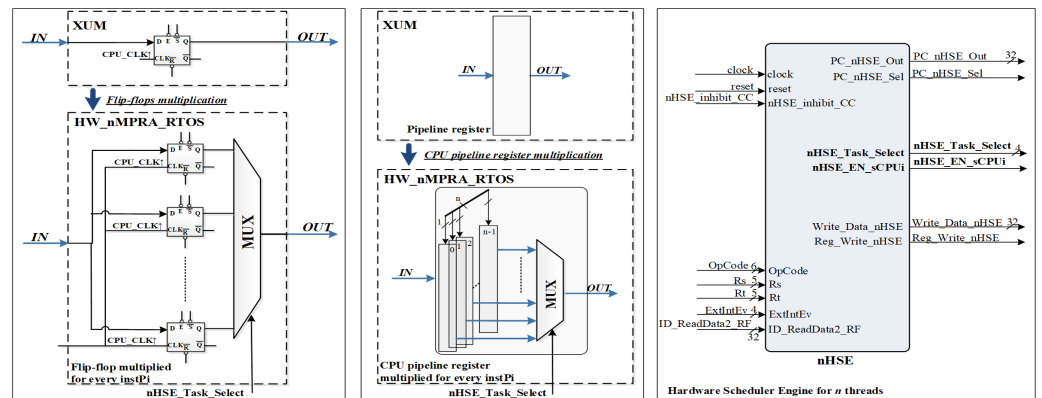 XUM
IN
D E S Q
CPU_CLK↑
CLK R Q
OUT
Flip-flops multiplication
HW_nMPRA_RTOS
D E S Q
CPU_CLK↑
CLK R Q
D E S Q
CPU_CLK↑
CLK R Q
IN
MUX
OUT
D E S Q
CPU_CLK↑
CLK R Q
Flip-flop multiplied
for every instPi
nHSE_Task_Select
XUM
IN
OUT
Pipeline register
CPU pipeline register multiplication
HW_nMPRA_RTOS
n
1
0
1
2
n-1
IN
MUX
OUT
CPU pipeline register
multiplied for every instPi
nHSE_Task_Select
clock
clock
reset
reset
nHSE_inhibit_CC
nHSE_inhibit_CC
PC_nHSE_Out
PC_nHSE_Out 32
PC_nHSE_Sel
PC_nHSE_Sel
nHSE_Task_Select
nHSE_Task_Select 4
nHSE_EN_sCPUi
nHSE_EN_sCPUi
Write_Data_nHSE
Write_Data_nHSE 32
Reg_Write_nHSE
Reg_Write_nHSE
OpCode 6
OpCode
Rs 5
Rs
Rt 5
Rt
ExtIntEv 4
ExtIntEv
ID_ReadData2_RF
32
ID_ReadData2_RF
nHSE
Hardware Scheduler Engine for n threads